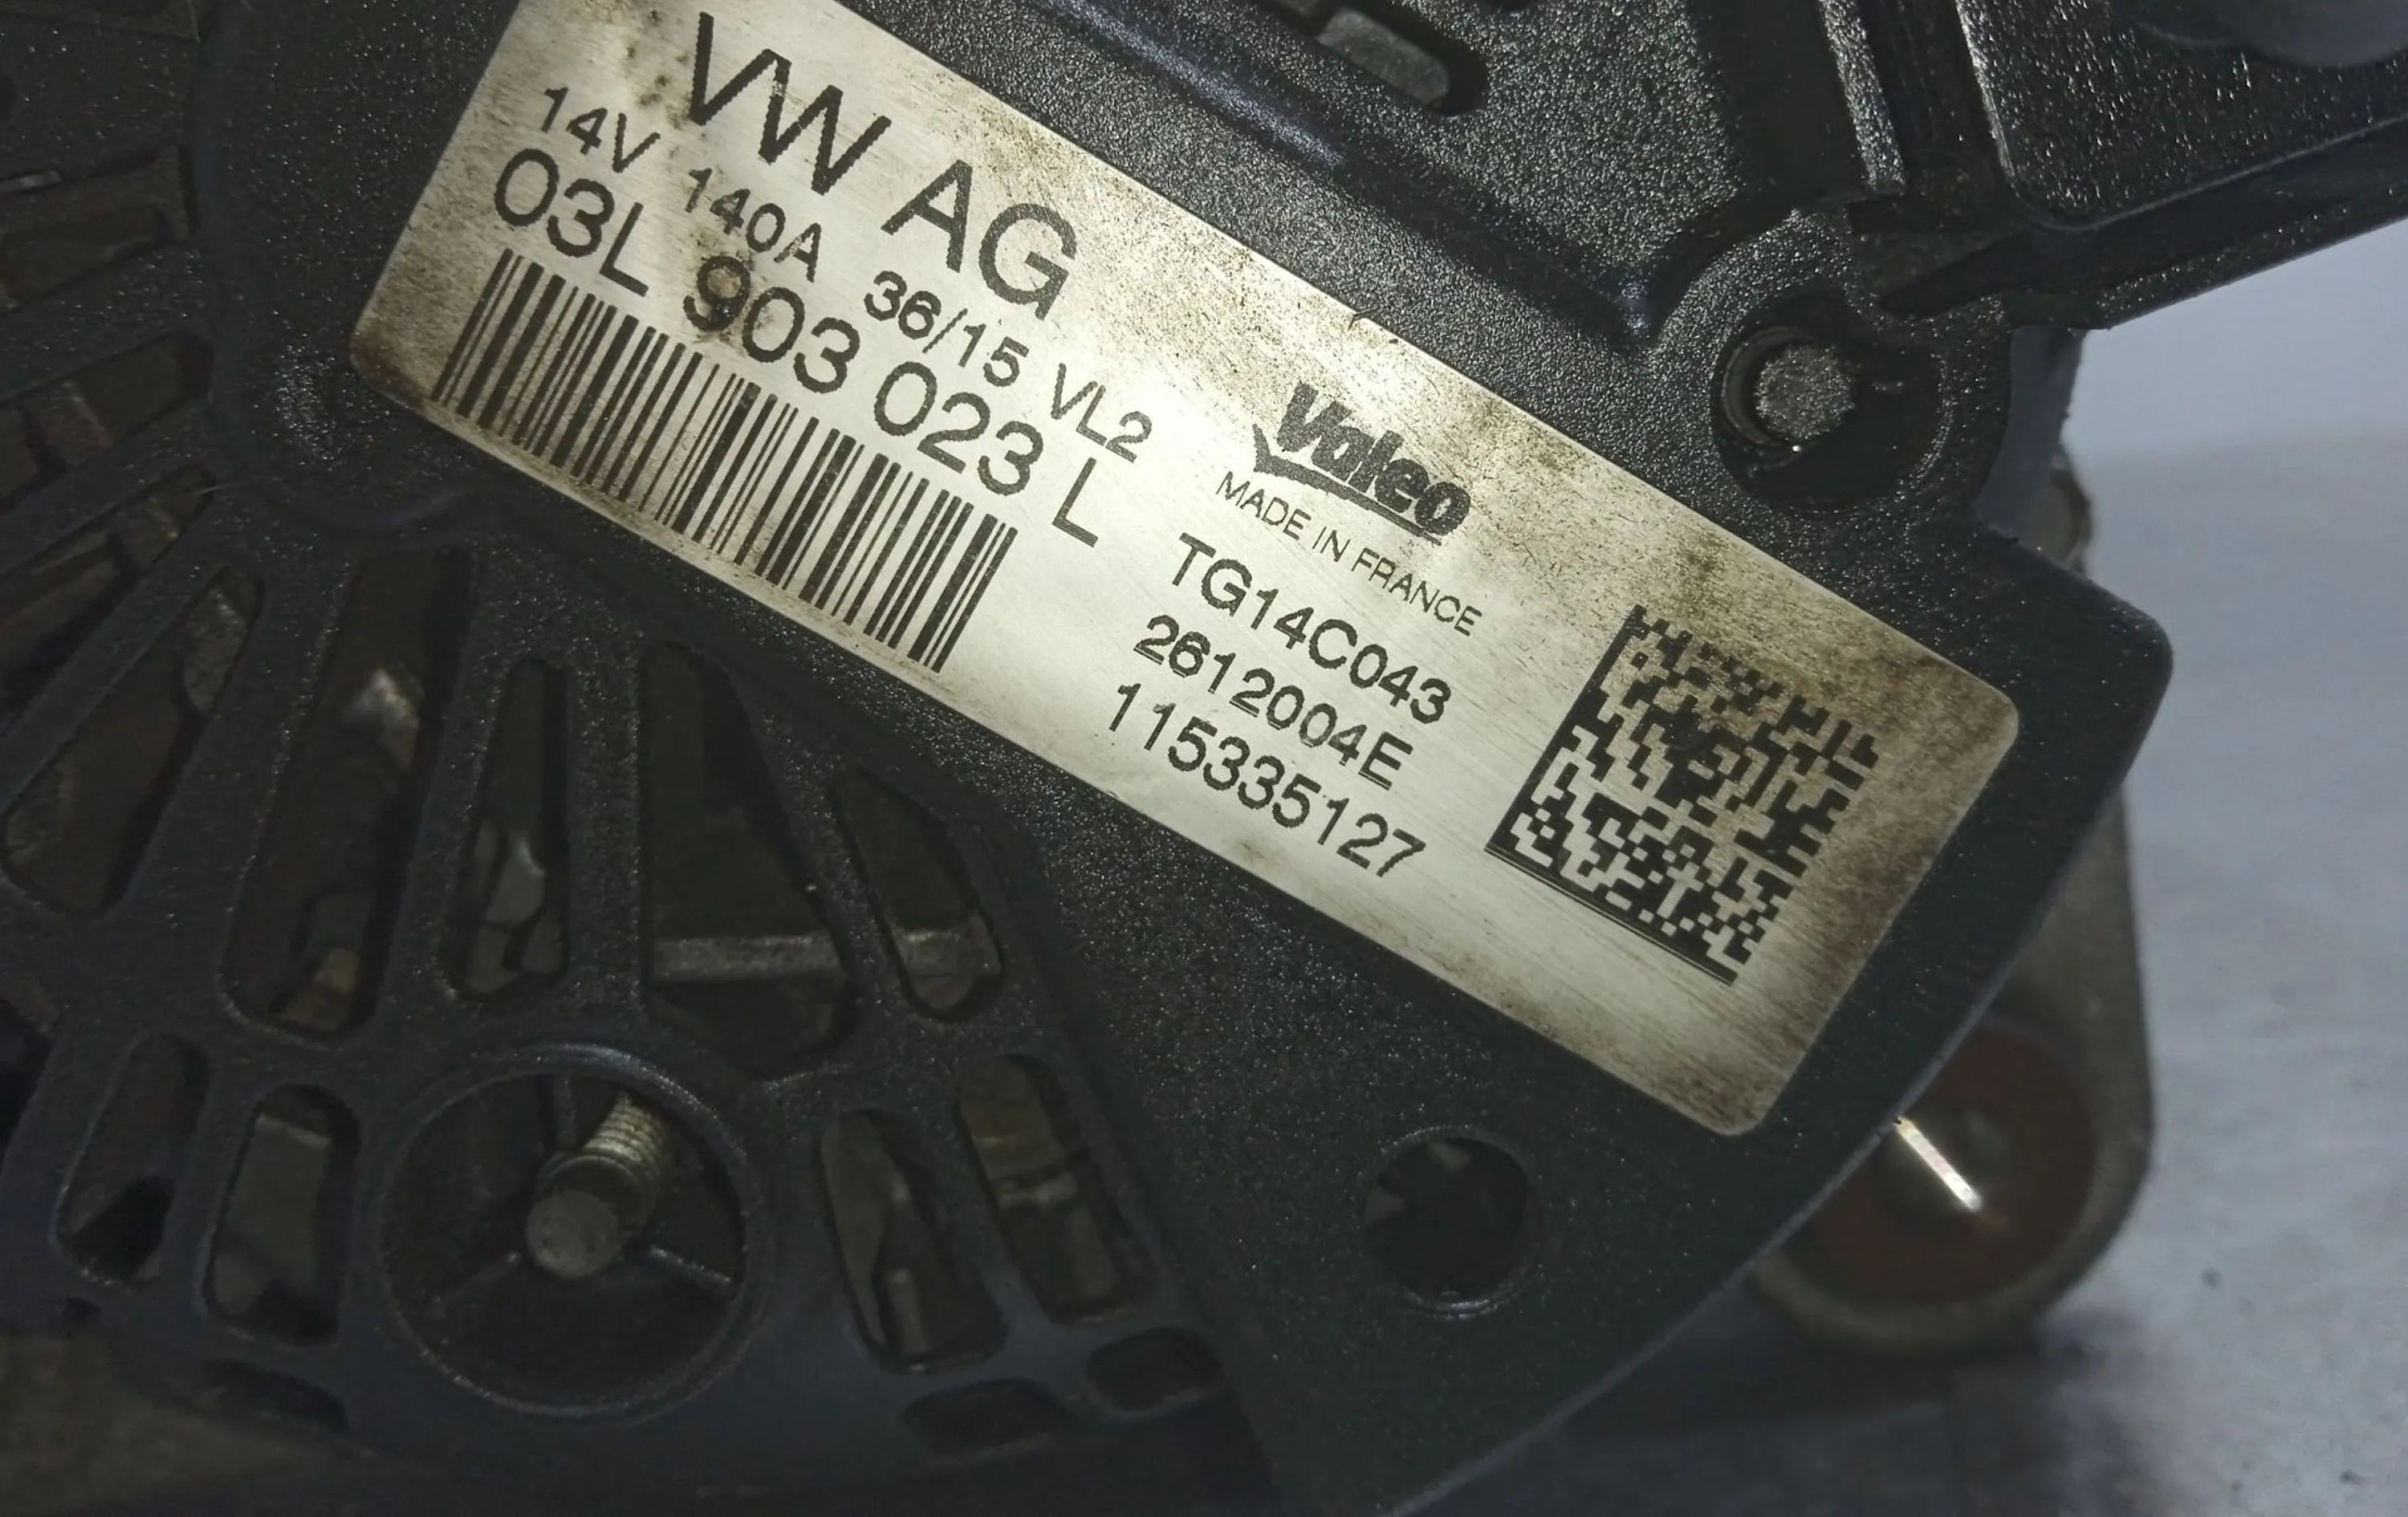 VW AG
14V 140A 36/15 VL2
03L 903 023 L
Valeo
MADE IN FRANCE
TG14C043
2612004E
115335127